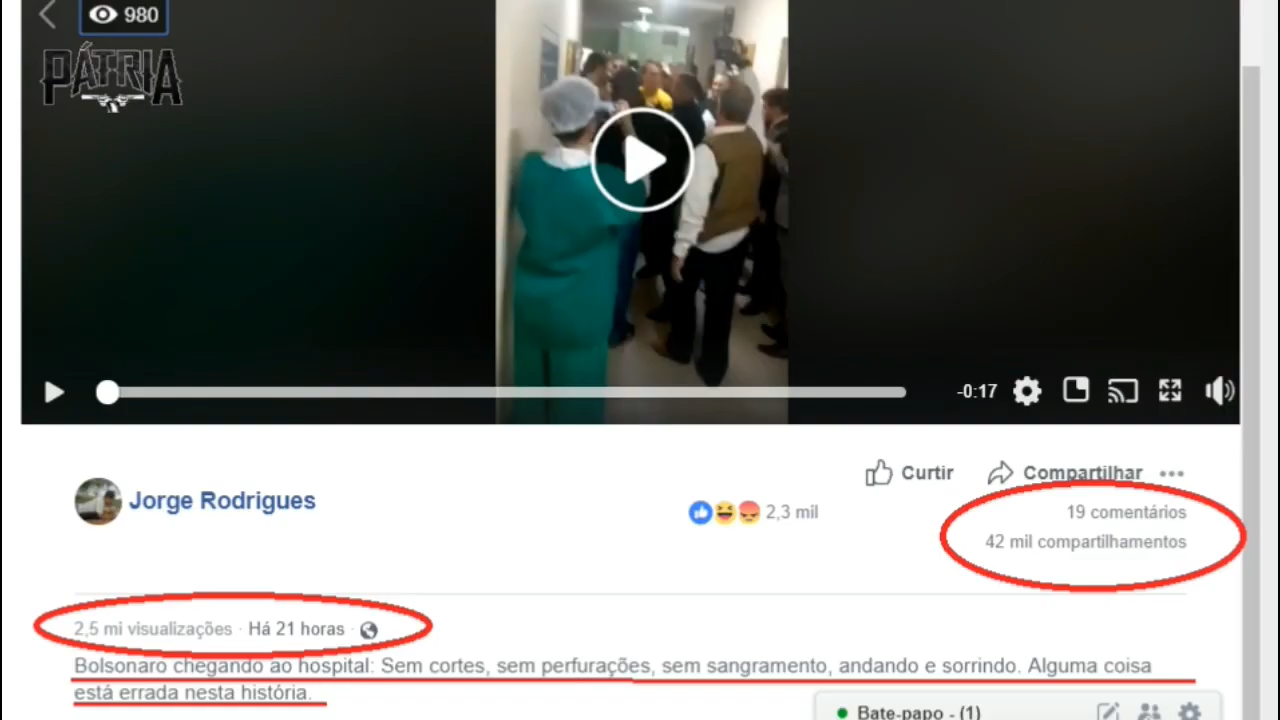 980
PÁTRIA
-0:17
Curtir
Compartilhar
Jorge Rodrigues
2,3 mil
19 comentários
42 mil compartilhamentos
2,5 mi visualizações · Há 21 horas ·
Bolsonaro chegando ao hospital: Sem cortes, sem perfurações, sem sangramento, andando e sorrindo. Alguma coisa
está errada nesta história.
Bate-papo - (1)